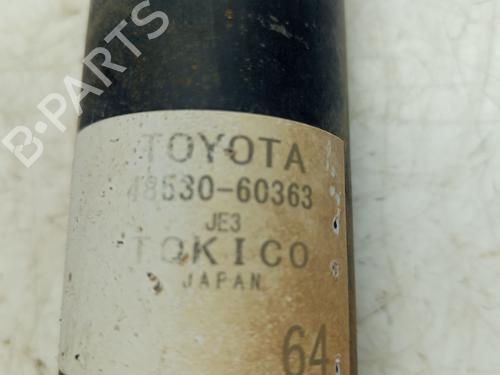 B-PARTS
TOYOTA
48530-60363
JE3
TOKICO
JAPAN
64